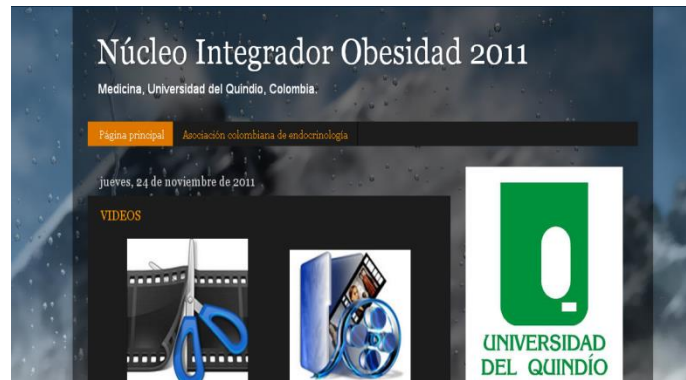 Núcleo Integrador Obesidad 2011
Medicina, Universidad del Quindio, Colombia.
Página principal
Asociación colombiana de endocrinología
jueves, 24 de noviembre de 2011
VIDEOS
UNIVERSIDAD
DEL QUINDÍO